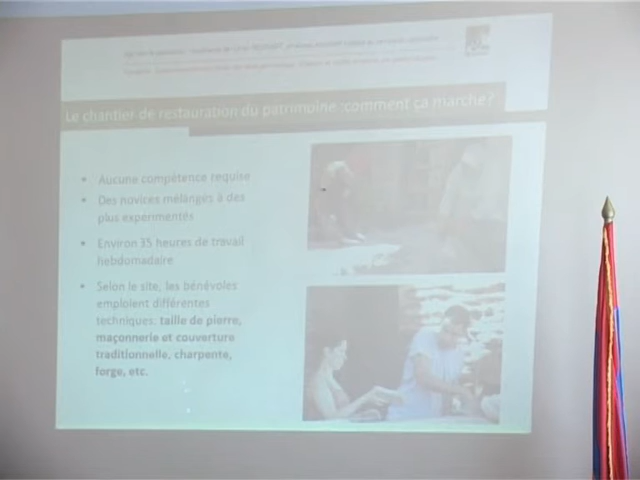 Le chantier de restauration du patrimoine :comment ça marche?
• Aucune compétence requise
• Des novices mélangés à des
plus expérimentés
• Environ 35 heures de travail
hebdomadaire
• Selon le site, les bénévoles
emploient différentes
techniques: taille de pierre,
maçonnerie et couverture
traditionnelle, charpente,
forge, etc.